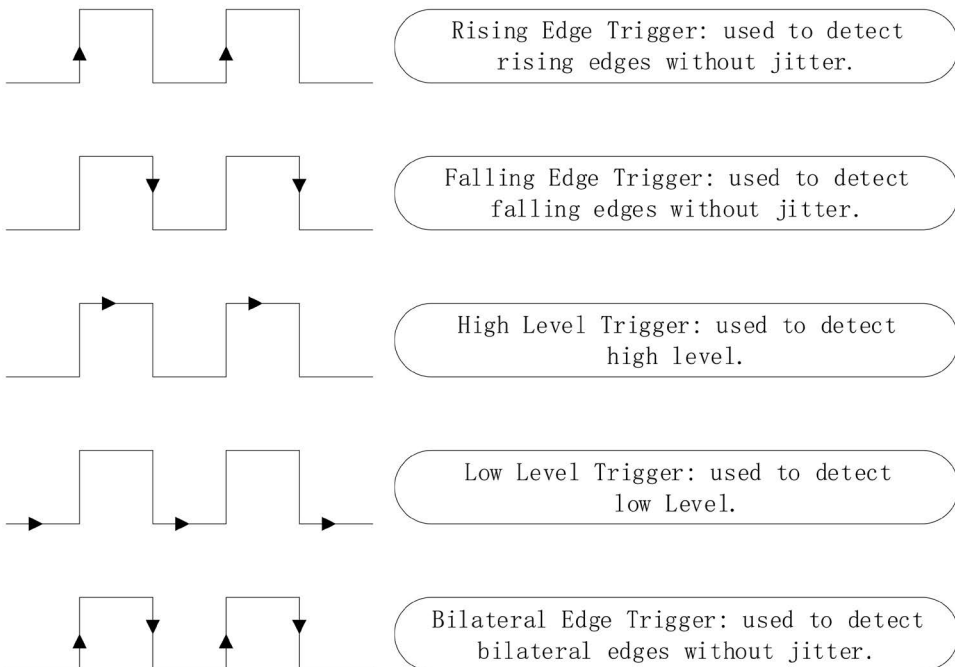 Rising Edge Trigger: used to detect
rising edges without jitter.
Falling Edge Trigger: used to detect
falling edges without jitter.
High Level Trigger: used to detect
high level.
Low Level Trigger: used to detect
low Level.
Bilateral Edge Trigger: used to detect
bilateral edges without jitter.